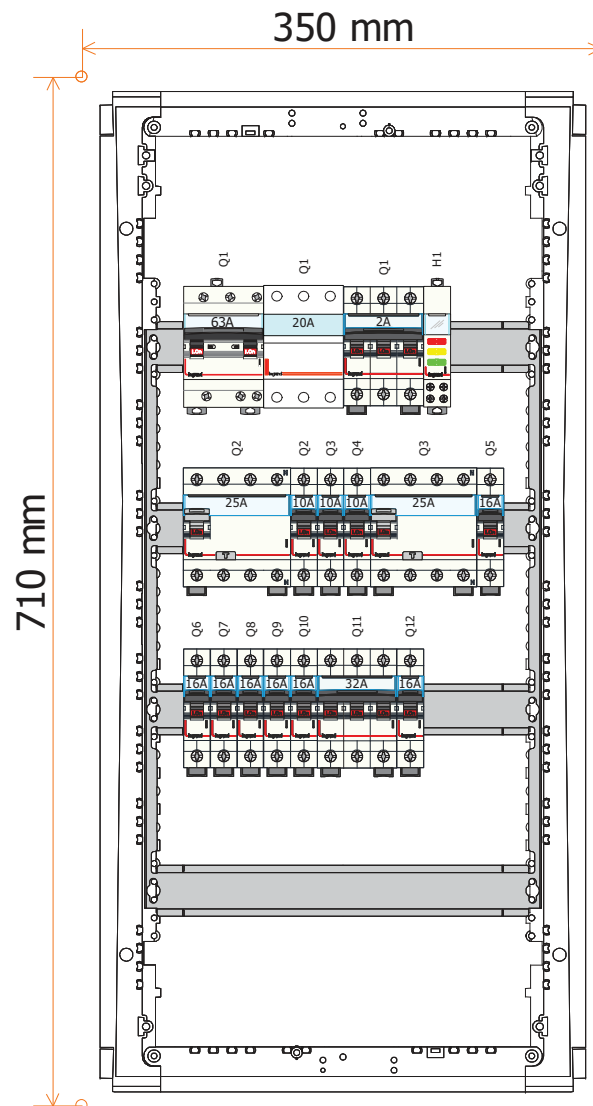 350 mm
710 mm
Q1 Q1 Q1 H1
63A 20A 2A
Q2 Q2 Q3 Q4 Q3 Q5
N N
25A 10A 10A 10A 25A 16A
T T
N N
Q6 Q7 Q8 Q9 Q10 Q11 Q12
16A 16A 16A 16A 16A 32A 16A